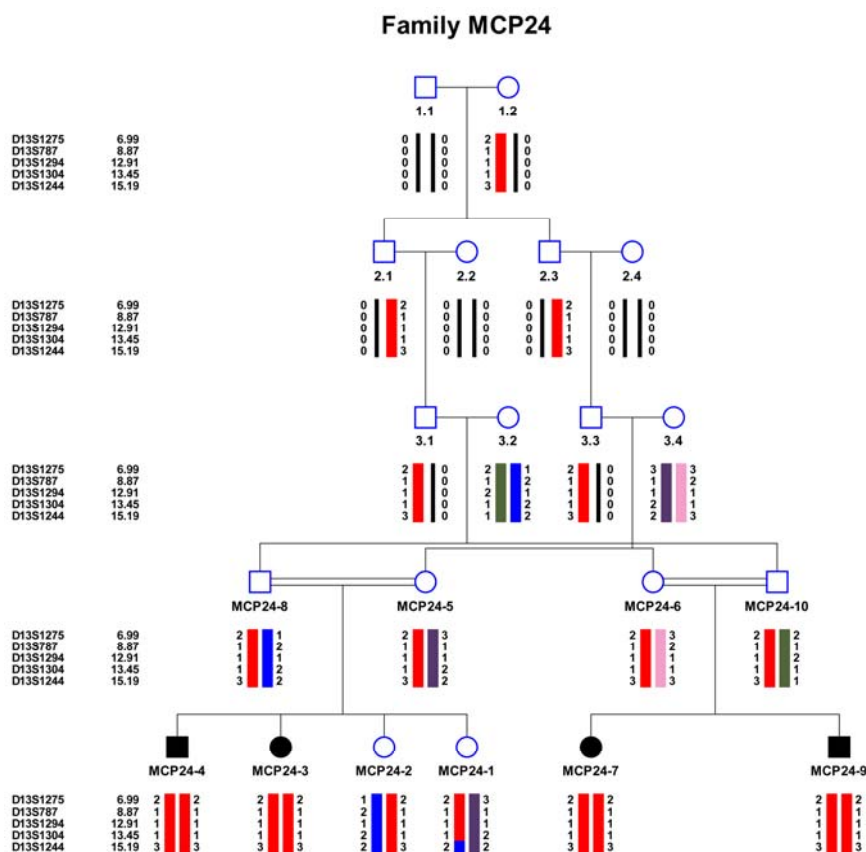 Family MCP24
1.1 1.2
D13S1275 6.99 0 0 2 0
D13S787 8.87 0 0 1 0
D13S1294 12.91 0 0 1 0
D13S1304 13.45 0 0 1 0
D13S1244 15.19 0 0 3 0
2.1 2.2 2.3 2.4
D13S1275 6.99 0 2 0 0 0 2 0 0
D13S787 8.87 0 1 0 0 0 1 0 0
D13S1294 12.91 0 1 0 0 0 1 0 0
D13S1304 13.45 0 1 0 0 0 1 0 0
D13S1244 15.19 0 3 0 0 0 3 0 0
3.1 3.2 3.3 3.4
D13S1275 6.99 2 0 2 1 2 0 3 3
D13S787 8.87 1 0 1 2 1 0 1 2
D13S1294 12.91 1 0 1 0
D13S1304 13.45 1 0 1 1 0 2 1
D13S1244 15.19 3 0 1 2 3 0 2 3
MCP24-8 MCP24-5 MCP24-6 MCP24-10
D13S1275 6.99 2 1 2 3 2 3 2 2
D13S787 8.87 1 2 1 1 1 2 1 1
D13S1294 12.91 1 2 1 1 1 1 1 1
D13S1304 13.45 1 1 1 2 1 1 1 1
D13S1244 15.19 3 2 3 2 3 3 3 1
MCP24-4 MCP24-3 MCP24-2 MCP24-1 MCP24-7 MCP24-9
D13S1275 6.99 2 2 2 2 1 2 2 3 2 2 2 2
D13S787 8.87 1 1 1 1 2 1 1 1 1 1 1 1
D13S1294 12.91 1 1 1 1 2 1 1 1 1 1 1 1
D13S1304 13.45 1 1 1 1 1 1 1 2 1 1 1 1
D13S1244 15.19 3 3 3 3 2 3 2 2 3 3 3 3